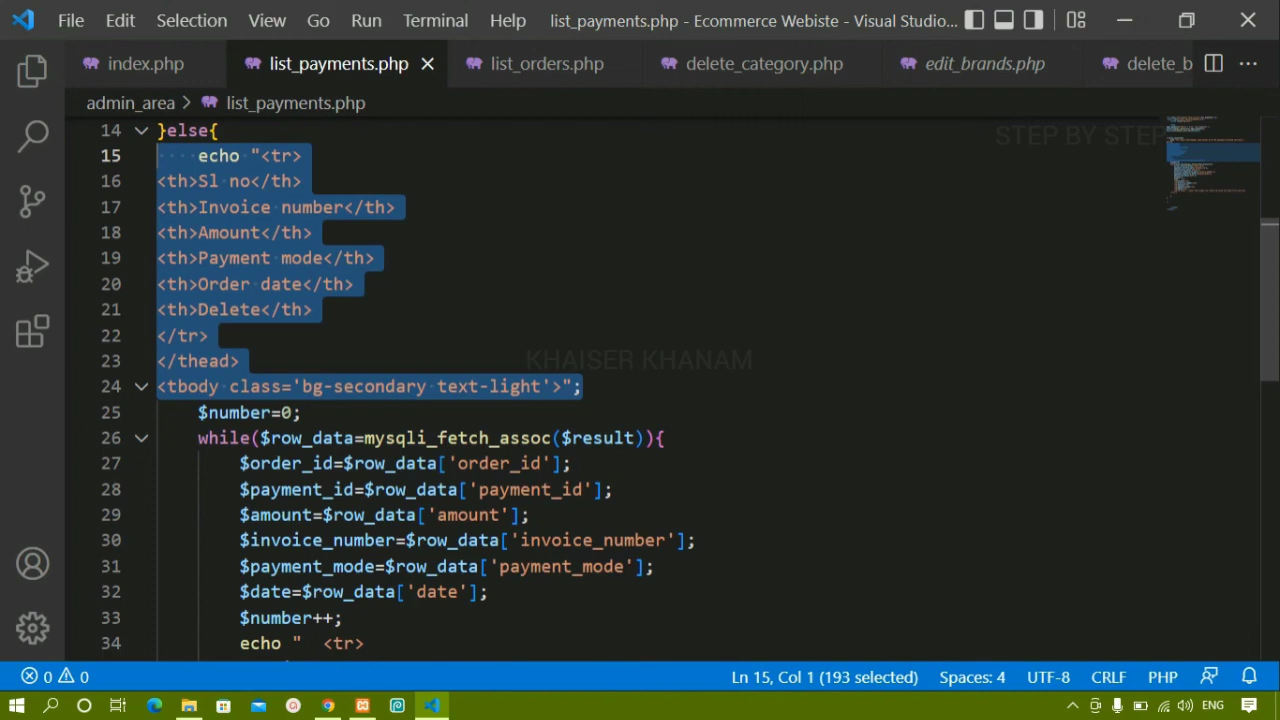 File Edit Selection View Go Run Terminal Help list_payments.php - Ecommerce Webiste - Visual Studio...
index.php list_payments.php list_orders.php delete_category.php edit_brands.php delete_b
admin_area > list_payments.php
STEP BY STEP
14 }else{
15 echo "<tr>
16 <th>Sl no</th>
17 <th>Invoice number</th>
18 <th>Amount</th>
19 <th>Payment mode</th>
20 <th>Order date</th>
21 <th>Delete</th>
22 </tr>
23 </thead>
KHAISER KHANAM
24 <tbody class='bg-secondary text-light'>";
25 $number=0;
26 while($row_data=mysqli_fetch_assoc($result)){
27 $order_id=$row_data['order_id'];
28 $payment_id=$row_data['payment_id'];
29 $amount=$row_data['amount'];
30 $invoice_number=$row_data['invoice_number'];
31 $payment_mode=$row_data['payment_mode'];
32 $date=$row_data['date'];
33 $number++;
34 echo " <tr>
0 0 Ln 15, Col 1 (193 selected) Spaces: 4 UTF-8 CRLF PHP
ENG